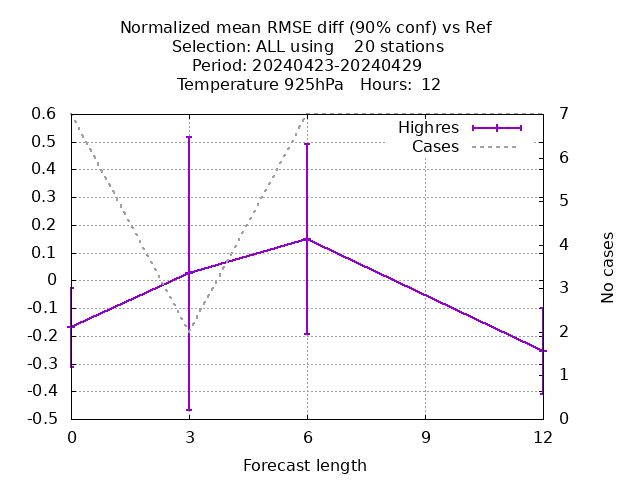 Normalized mean RMSE diff (90% conf) vs Ref
Selection: ALL using    20 stations
Period: 20240423-20240429
Temperature 925hPa   Hours:  12
Highres
Cases
0.6
0.5
0.4
0.3
0.2
0.1
0
-0.1
-0.2
-0.3
-0.4
-0.5
7
6
5
4
3
2
1
0
No cases
0 3 6 9 12
Forecast length